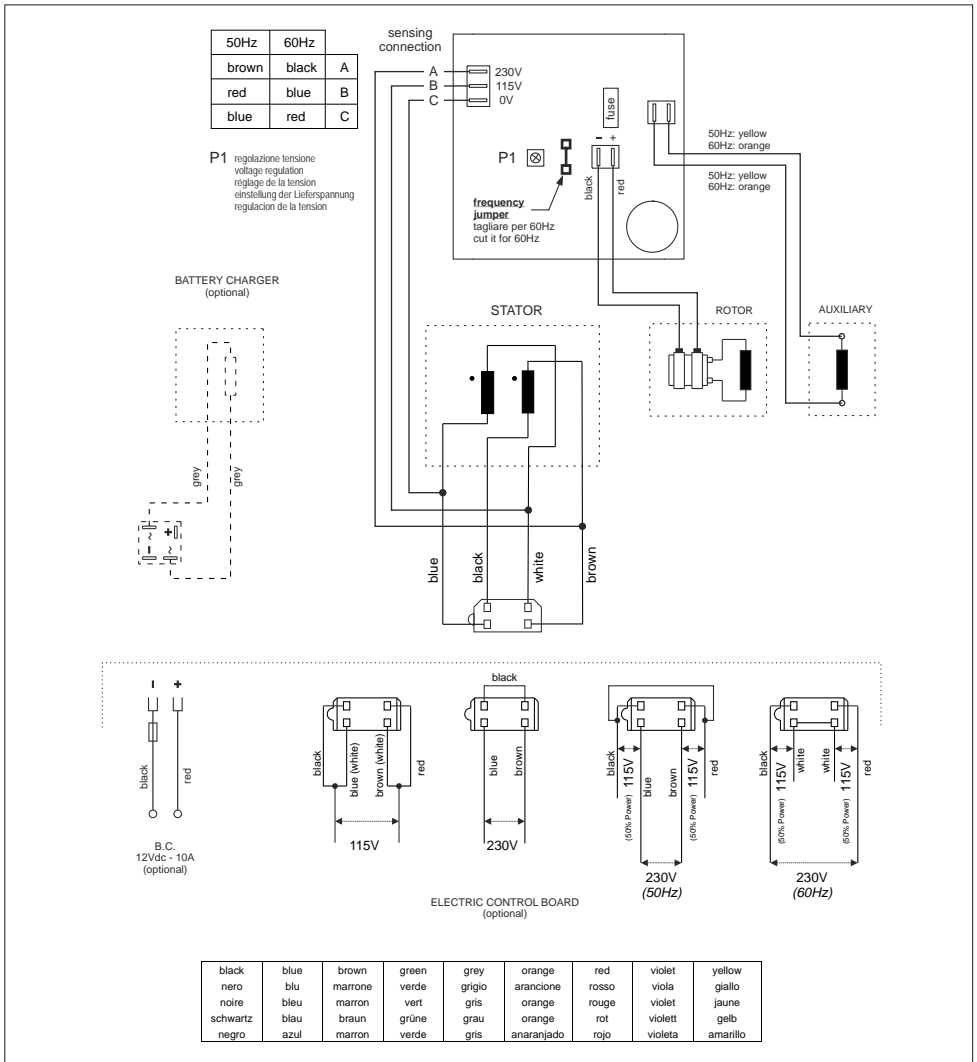 50Hz 60Hz
brown black A
red blue B
blue red C
sensing
connection
A 230V
B 115V
C 0V
fuse
- +
P1
black
red
50Hz: yellow
60Hz: orange
50Hz: yellow
60Hz: orange
frequency
jumper
tagliare per 60Hz
cut it for 60Hz
P1 regolazione tensione
voltage regulation
réglage de la tension
einstellung der Lieferspannung
regulacion de la tension
BATTERY CHARGER
(optional)
STATOR
ROTOR
AUXILIARY
grey
grey
~ +
- ~
blue
black
white
brown
- +
black
red
B.C.
12Vdc - 10A
(optional)
black
blue (white)
brown (white)
red
115V
black
blue
brown
230V
black
(50% Power) 115V
blue
brown
(50% Power) 115V
red
230V
(50Hz)
black
(50% Power) 115V
white
white
(50% Power) 115V
red
230V
(60Hz)
ELECTRIC CONTROL BOARD
(optional)
black blue brown green grey orange red violet yellow
nero blu marrone verde grigio arancione rosso viola giallo
noire bleu marron vert gris orange rouge violet jaune
schwartz blau braun grüne grau orange rot violett gelb
negro azul marron verde gris anaranjado rojo violeta amarillo